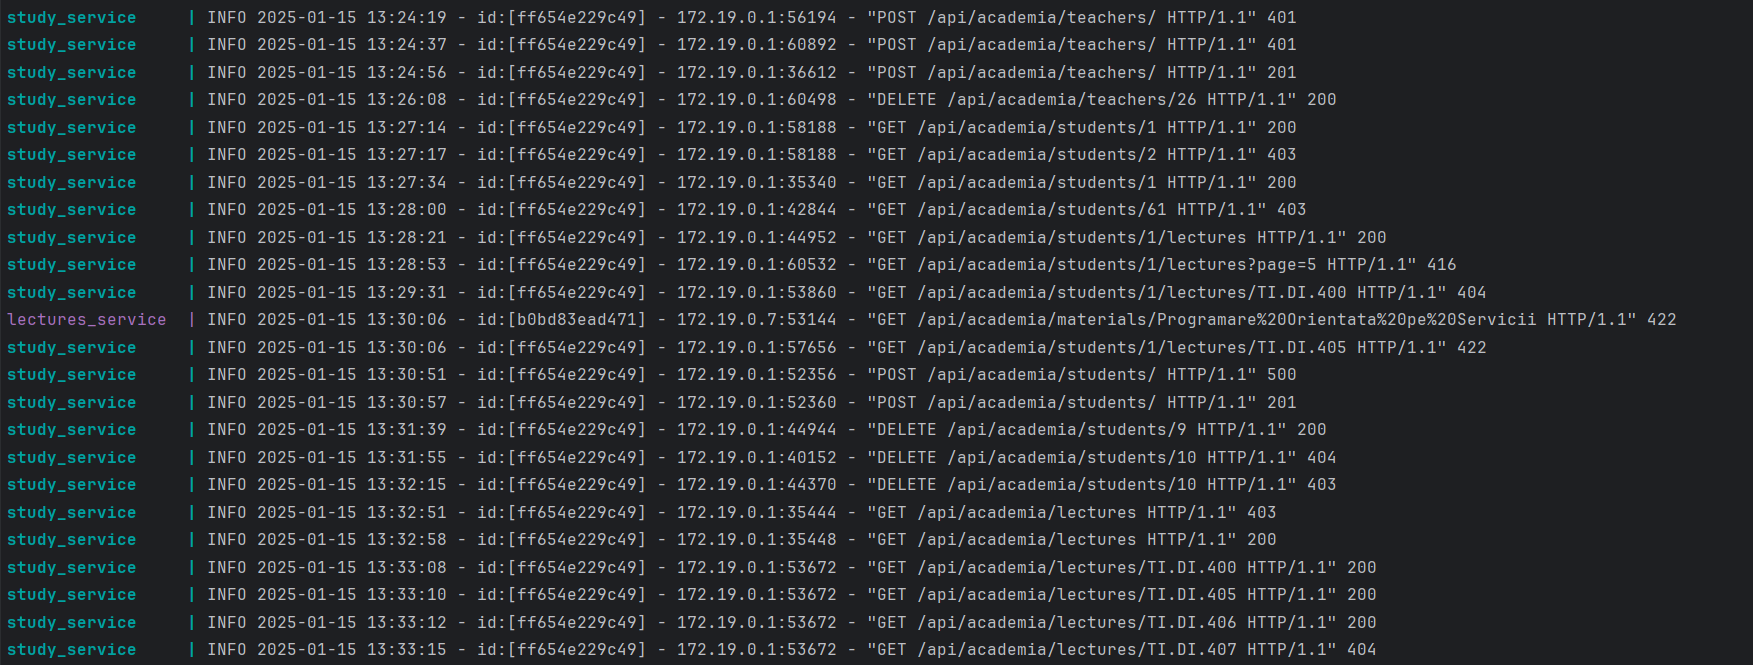 study_service | INFO 2025-01-15 13:24:19 - id:[ff654e229c49] - 172.19.0.1:56194 - "POST /api/academia/teachers/ HTTP/1.1" 401
study_service | INFO 2025-01-15 13:24:37 - id:[ff654e229c49] - 172.19.0.1:60892 - "POST /api/academia/teachers/ HTTP/1.1" 401
study_service | INFO 2025-01-15 13:24:56 - id:[ff654e229c49] - 172.19.0.1:36612 - "POST /api/academia/teachers/ HTTP/1.1" 201
study_service | INFO 2025-01-15 13:26:08 - id:[ff654e229c49] - 172.19.0.1:60498 - "DELETE /api/academia/teachers/26 HTTP/1.1" 200
study_service | INFO 2025-01-15 13:27:14 - id:[ff654e229c49] - 172.19.0.1:58188 - "GET /api/academia/students/1 HTTP/1.1" 200
study_service | INFO 2025-01-15 13:27:17 - id:[ff654e229c49] - 172.19.0.1:58188 - "GET /api/academia/students/2 HTTP/1.1" 403
study_service | INFO 2025-01-15 13:27:34 - id:[ff654e229c49] - 172.19.0.1:35340 - "GET /api/academia/students/1 HTTP/1.1" 200
study_service | INFO 2025-01-15 13:28:00 - id:[ff654e229c49] - 172.19.0.1:42844 - "GET /api/academia/students/61 HTTP/1.1" 403
study_service | INFO 2025-01-15 13:28:21 - id:[ff654e229c49] - 172.19.0.1:44952 - "GET /api/academia/students/1/lectures HTTP/1.1" 200
study_service | INFO 2025-01-15 13:28:53 - id:[ff654e229c49] - 172.19.0.1:60532 - "GET /api/academia/students/1/lectures?page=5 HTTP/1.1" 416
study_service | INFO 2025-01-15 13:29:31 - id:[ff654e229c49] - 172.19.0.1:53860 - "GET /api/academia/students/1/lectures/TI.DI.400 HTTP/1.1" 404
lectures_service | INFO 2025-01-15 13:30:06 - id:[b0bd83ead471] - 172.19.0.7:53144 - "GET /api/academia/materials/Programare%20Orientata%20pe%20Servicii HTTP/1.1" 422
study_service | INFO 2025-01-15 13:30:06 - id:[ff654e229c49] - 172.19.0.1:57656 - "GET /api/academia/students/1/lectures/TI.DI.405 HTTP/1.1" 422
study_service | INFO 2025-01-15 13:30:51 - id:[ff654e229c49] - 172.19.0.1:52356 - "POST /api/academia/students/ HTTP/1.1" 500
study_service | INFO 2025-01-15 13:30:57 - id:[ff654e229c49] - 172.19.0.1:52360 - "POST /api/academia/students/ HTTP/1.1" 201
study_service | INFO 2025-01-15 13:31:39 - id:[ff654e229c49] - 172.19.0.1:44944 - "DELETE /api/academia/students/9 HTTP/1.1" 200
study_service | INFO 2025-01-15 13:31:55 - id:[ff654e229c49] - 172.19.0.1:40152 - "DELETE /api/academia/students/10 HTTP/1.1" 404
study_service | INFO 2025-01-15 13:32:15 - id:[ff654e229c49] - 172.19.0.1:44370 - "DELETE /api/academia/students/10 HTTP/1.1" 403
study_service | INFO 2025-01-15 13:32:51 - id:[ff654e229c49] - 172.19.0.1:35444 - "GET /api/academia/lectures HTTP/1.1" 403
study_service | INFO 2025-01-15 13:32:58 - id:[ff654e229c49] - 172.19.0.1:35448 - "GET /api/academia/lectures HTTP/1.1" 200
study_service | INFO 2025-01-15 13:33:08 - id:[ff654e229c49] - 172.19.0.1:53672 - "GET /api/academia/lectures/TI.DI.400 HTTP/1.1" 200
study_service | INFO 2025-01-15 13:33:10 - id:[ff654e229c49] - 172.19.0.1:53672 - "GET /api/academia/lectures/TI.DI.405 HTTP/1.1" 200
study_service | INFO 2025-01-15 13:33:12 - id:[ff654e229c49] - 172.19.0.1:53672 - "GET /api/academia/lectures/TI.DI.406 HTTP/1.1" 200
study_service | INFO 2025-01-15 13:33:15 - id:[ff654e229c49] - 172.19.0.1:53672 - "GET /api/academia/lectures/TI.DI.407 HTTP/1.1" 404